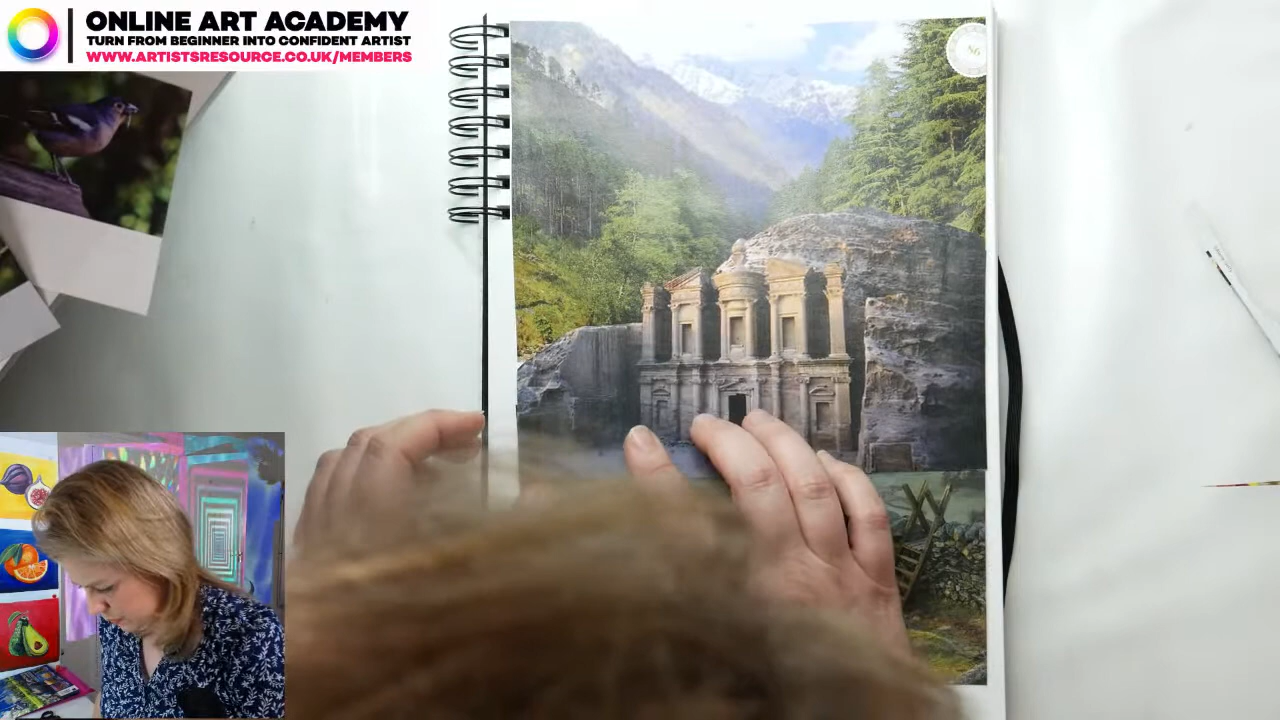 ONLINE ART ACADEMY
TURN FROM BEGINNER INTO CONFIDENT ARTIST
WWW.ARTISTSRESOURCE.CO.UK/MEMBERS